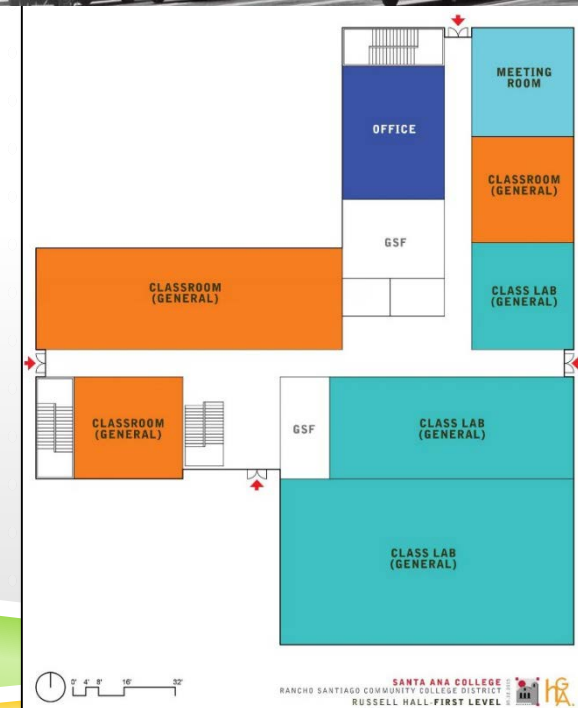 MEETING
ROOM
OFFICE
CLASSROOM
(GENERAL)
GSF
CLASSROOM
(GENERAL)
CLASS LAB
(GENERAL)
CLASSROOM
(GENERAL)
GSF
CLASS LAB
(GENERAL)
CLASS LAB
(GENERAL)
0' 4' 8' 16' 32'
SANTA ANA COLLEGE
RANCHO SANTIAGO COMMUNITY COLLEGE DISTRICT
RUSSELL HALL-FIRST LEVEL
HGA